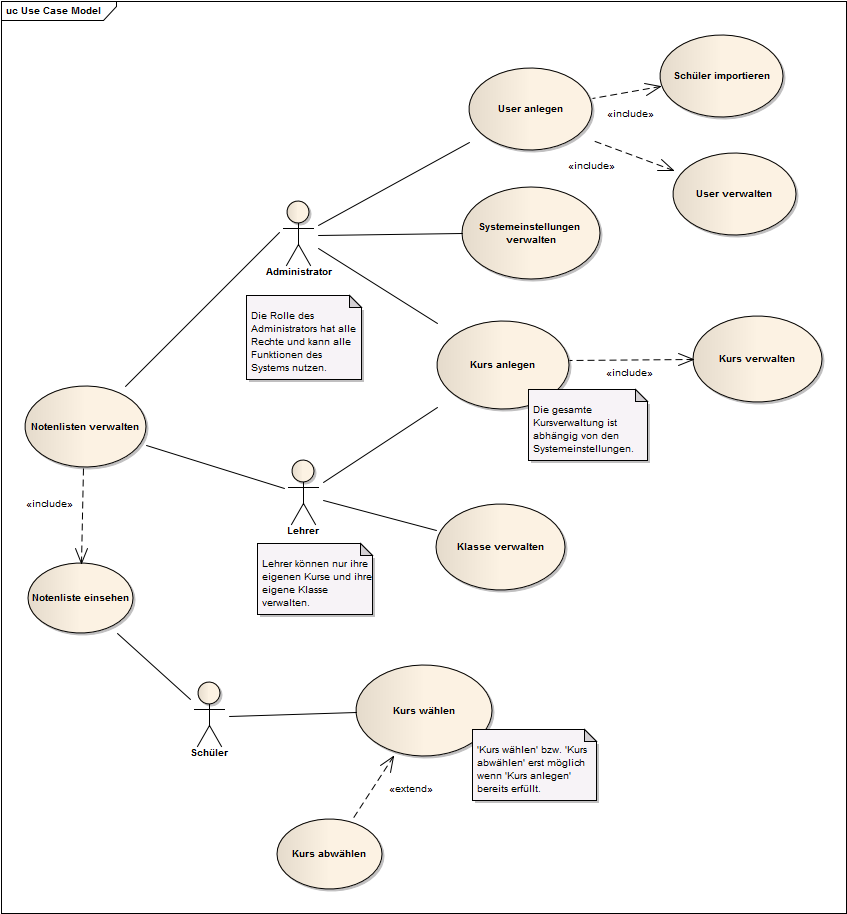 uc Use Case Model
Schüler importieren
User anlegen
«include»
«include»
User verwalten
Systemeinstellungen
verwalten
Administrator
Die Rolle des
Administrators hat alle
Rechte und kann alle
Funktionen des
Systems nutzen.
Kurs anlegen
«include»
Kurs verwalten
Die gesamte
Kursverwaltung ist
abhängig von den
Systemeinstellungen.
Notenlisten verwalten
«include»
Lehrer
Lehrer können nur ihre
eigenen Kurse und ihre
eigene Klasse
verwalten.
Klasse verwalten
Notenliste einsehen
Schüler
Kurs wählen
'Kurs wählen' bzw. 'Kurs
abwählen' erst möglich
wenn 'Kurs anlegen'
bereits erfüllt.
«extend»
Kurs abwählen